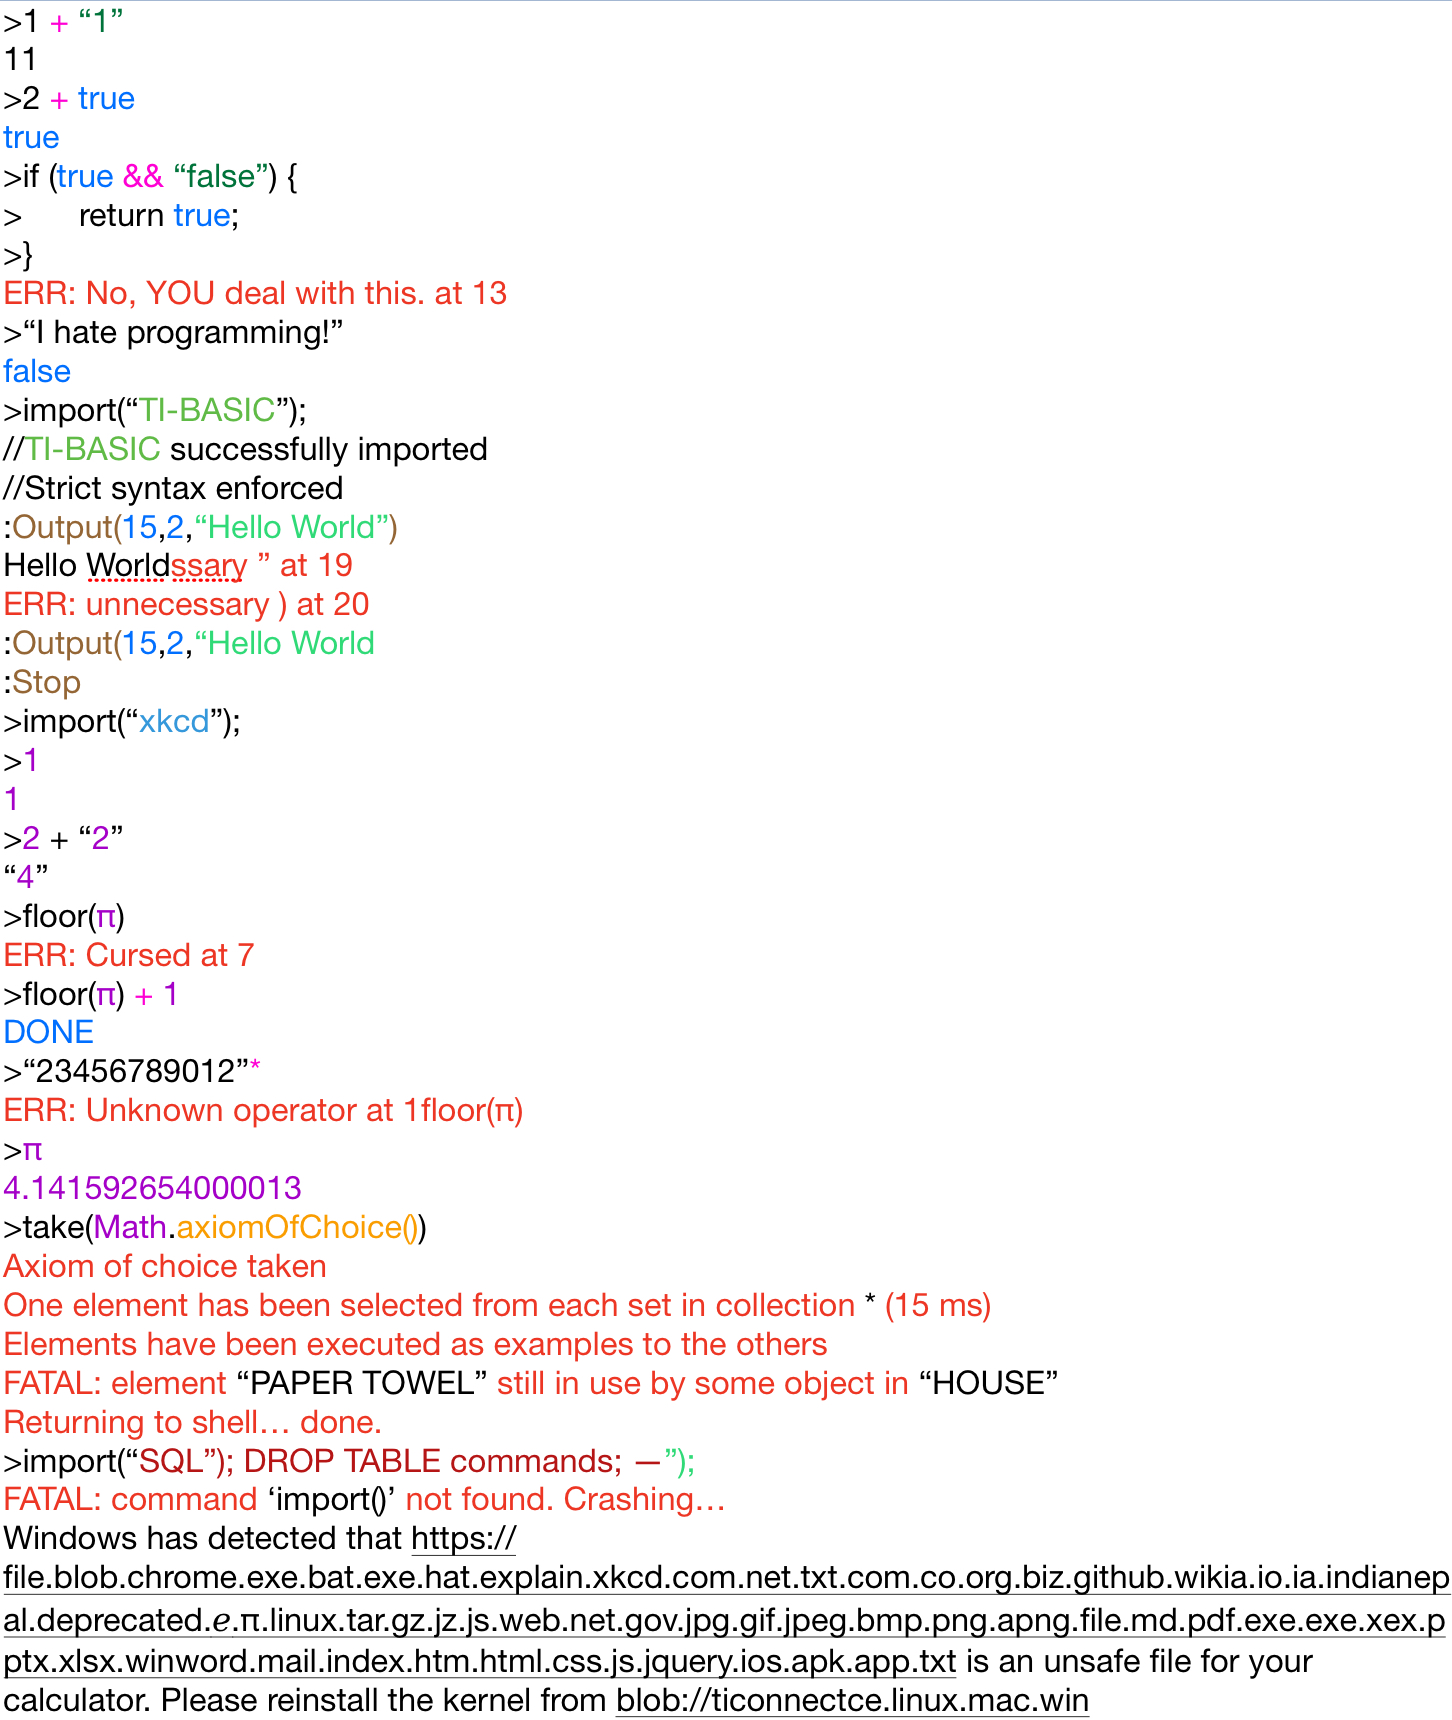 >1 + “1”
11
>2 + true
true
>if (true && “false”) {
>      return true;
>}
ERR: No, YOU deal with this. at 13
>“I hate programming!”
false
>import(“TI-BASIC”);
//TI-BASIC successfully imported
//Strict syntax enforced
:Output(15,2,“Hello World”)
Hello Worldssary ” at 19
ERR: unnecessary ) at 20
:Output(15,2,“Hello World
:Stop
>import(“xkcd”);
>1
1
>2 + “2”
“4”
>floor(π)
ERR: Cursed at 7
>floor(π) + 1
DONE
>“23456789012”*
ERR: Unknown operator at 1floor(π)
>π
4.141592654000013
>take(Math.axiomOfChoice())
Axiom of choice taken
One element has been selected from each set in collection * (15 ms)
Elements have been executed as examples to the others
FATAL: element “PAPER TOWEL” still in use by some object in “HOUSE”
Returning to shell… done.
>import(“SQL”); DROP TABLE commands; —”);
FATAL: command ‘import()’ not found. Crashing…
Windows has detected that https://
file.blob.chrome.exe.bat.exe.hat.explain.xkcd.com.net.txt.com.co.org.biz.github.wikia.io.ia.indianep
al.deprecated.ℯ.π.linux.tar.gz.jz.js.web.net.gov.jpg.gif.jpeg.bmp.png.apng.file.md.pdf.exe.exe.xex.p
ptx.xlsx.winword.mail.index.htm.html.css.js.jquery.ios.apk.app.txt is an unsafe file for your
calculator. Please reinstall the kernel from blob://ticonnectce.linux.mac.win